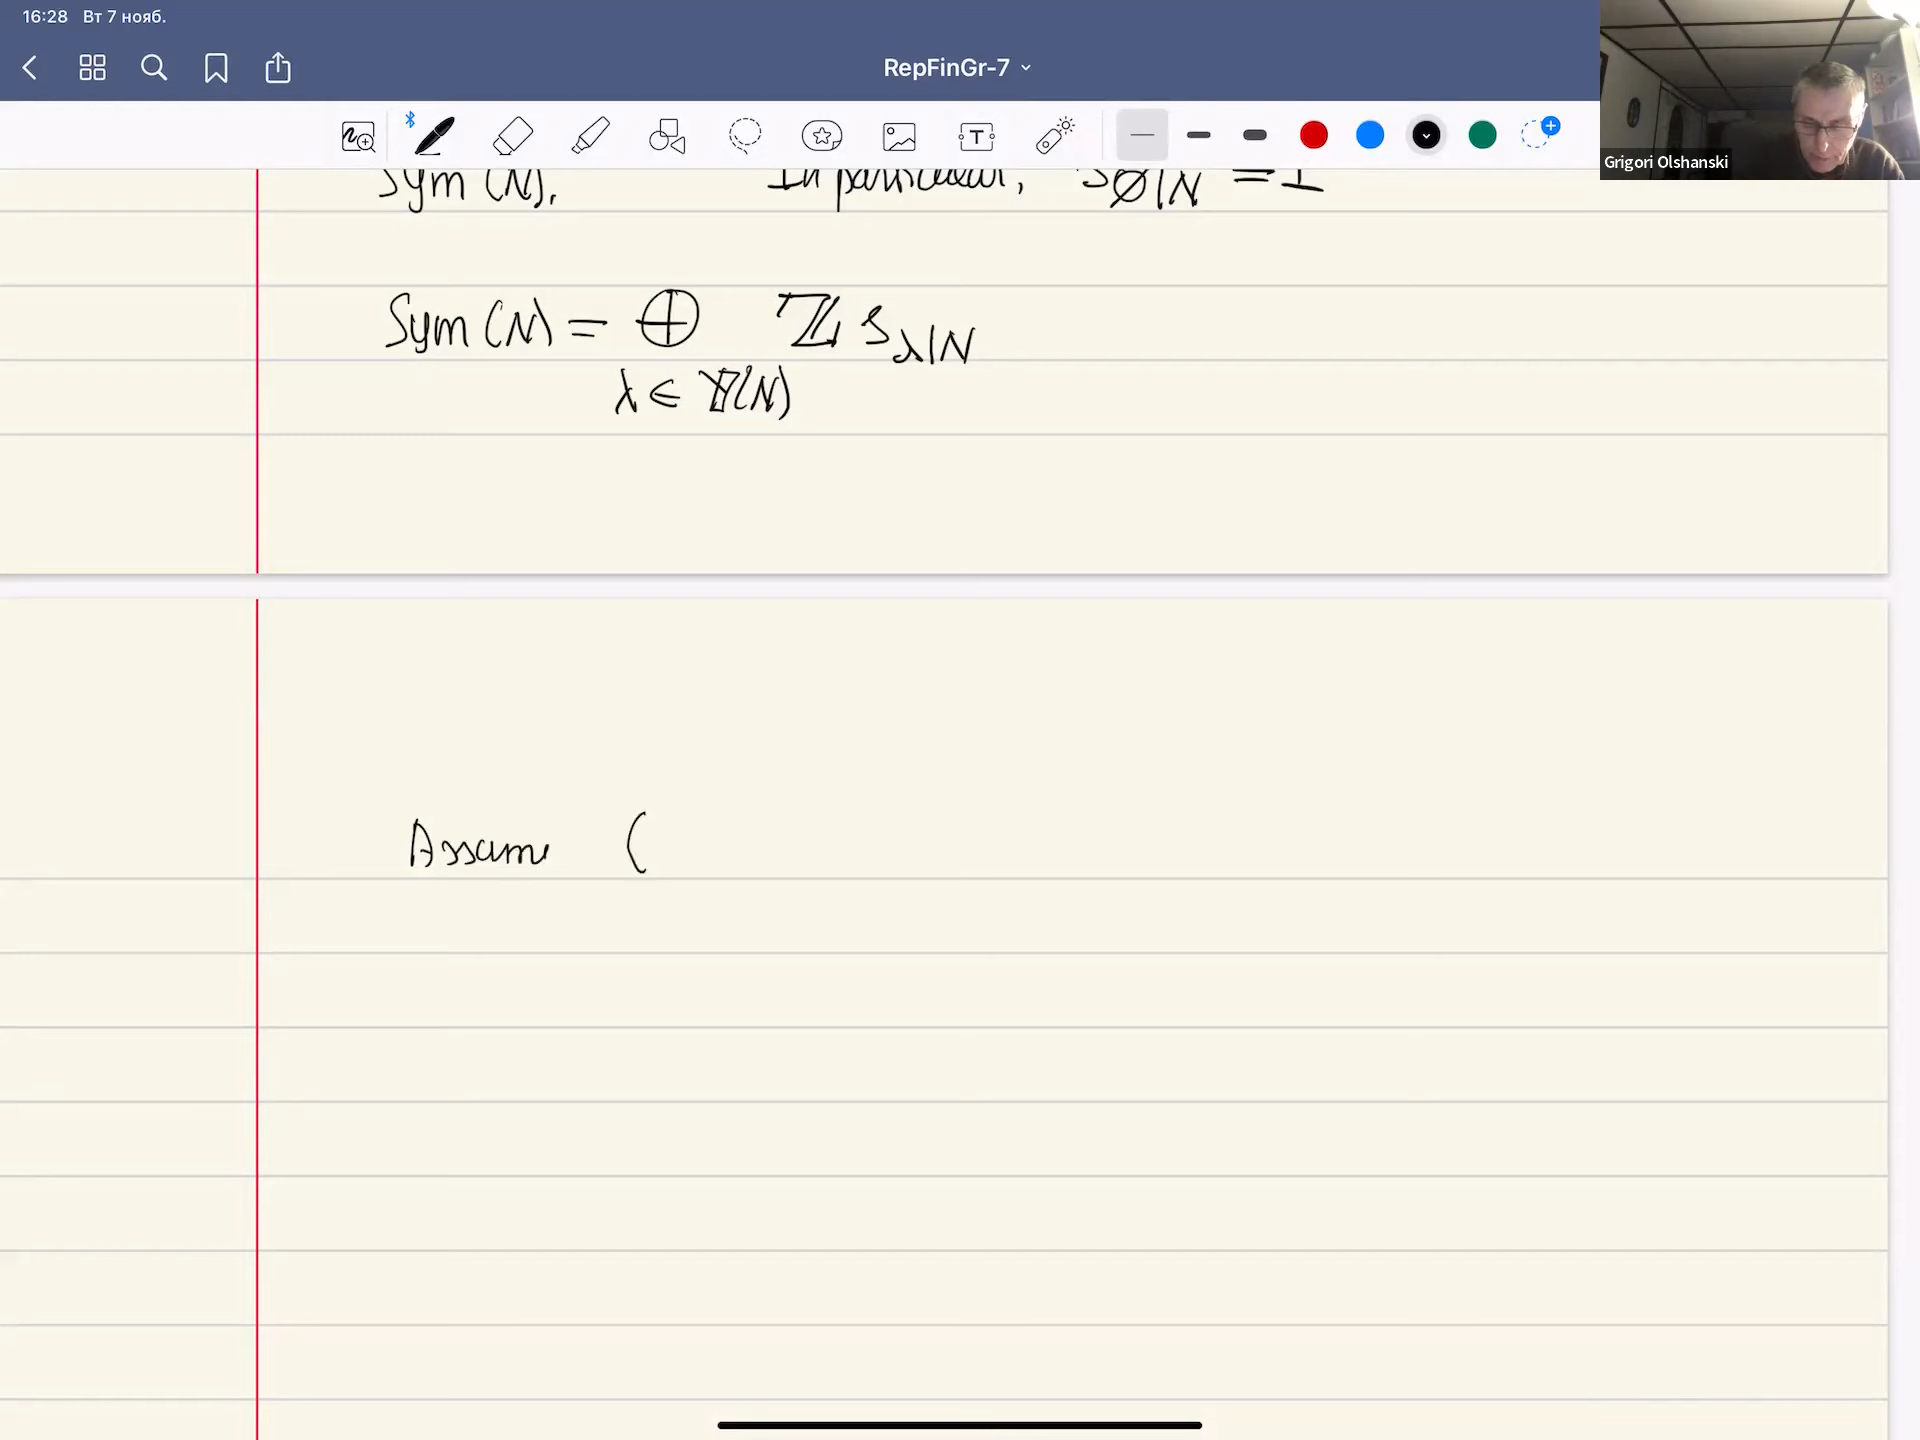 16:28 Вт 7 нояб.
RepFinGr-7
Grigori Olshanski
Sym (N). In particular, s∅|N = 1
Sym (N) = ⊕ ℤ s_λ|N
λ ∈ 𝕐(N)
Assume (